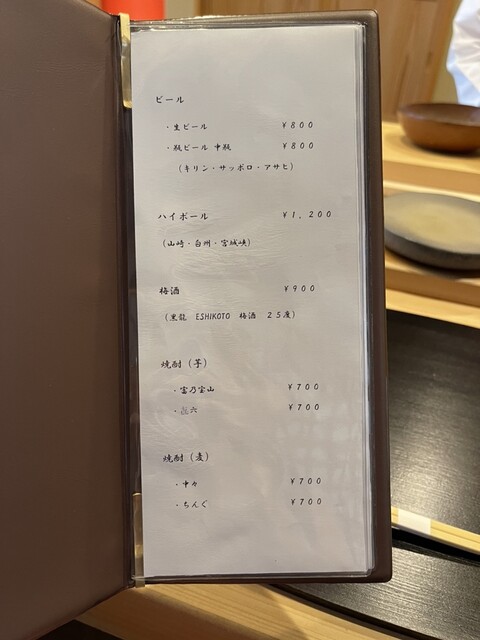 ビール
・生ビール ¥800
・瓶ビール 中瓶 ¥800
(キリン・サッポロ・アサヒ)
ハイボール ¥1,200
(山崎・白州・宮城峡)
梅酒 ¥900
(黒龍 ESHIKOTO 梅酒 25度)
焼酎(芋)
・宝乃宝山 ¥700
・㐂六 ¥700
焼酎(麦)
・中々 ¥700
・ちんぐ ¥700